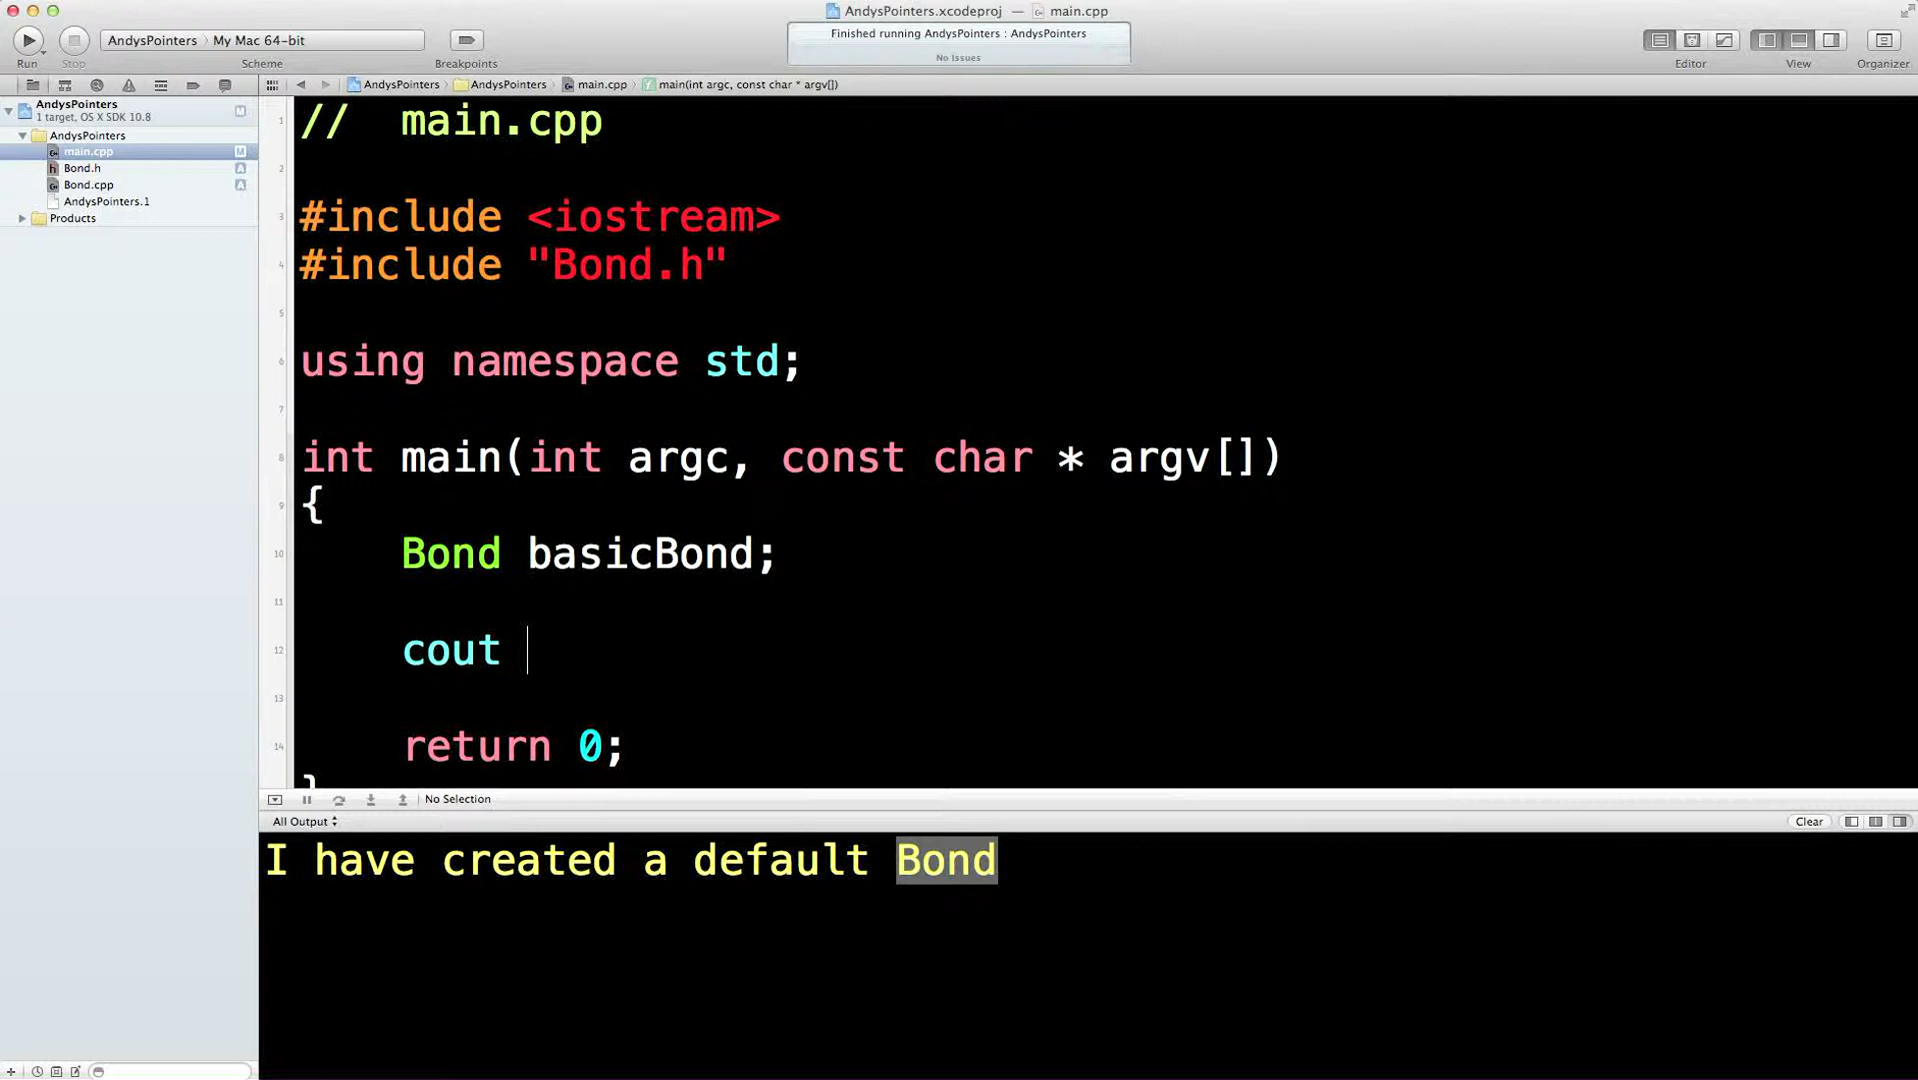 AndysPointers.xcodeproj — main.cpp
AndysPointers My Mac 64-bit
Finished running AndysPointers : AndysPointers
No Issues
Run Stop Scheme Breakpoints Editor View Organizer
AndysPointers AndysPointers main.cpp main(int argc, const char * argv[])
AndysPointers M
1 target, OS X SDK 10.8
AndysPointers
main.cpp M
Bond.h A
Bond.cpp A
AndysPointers.1
Products
1 // main.cpp
2
3 #include <iostream>
4 #include "Bond.h"
5
6 using namespace std;
7
8 int main(int argc, const char * argv[])
9 {
10 Bond basicBond;
11
12 cout
13
14 return 0;
}
No Selection
All Output Clear
I have created a default Bond